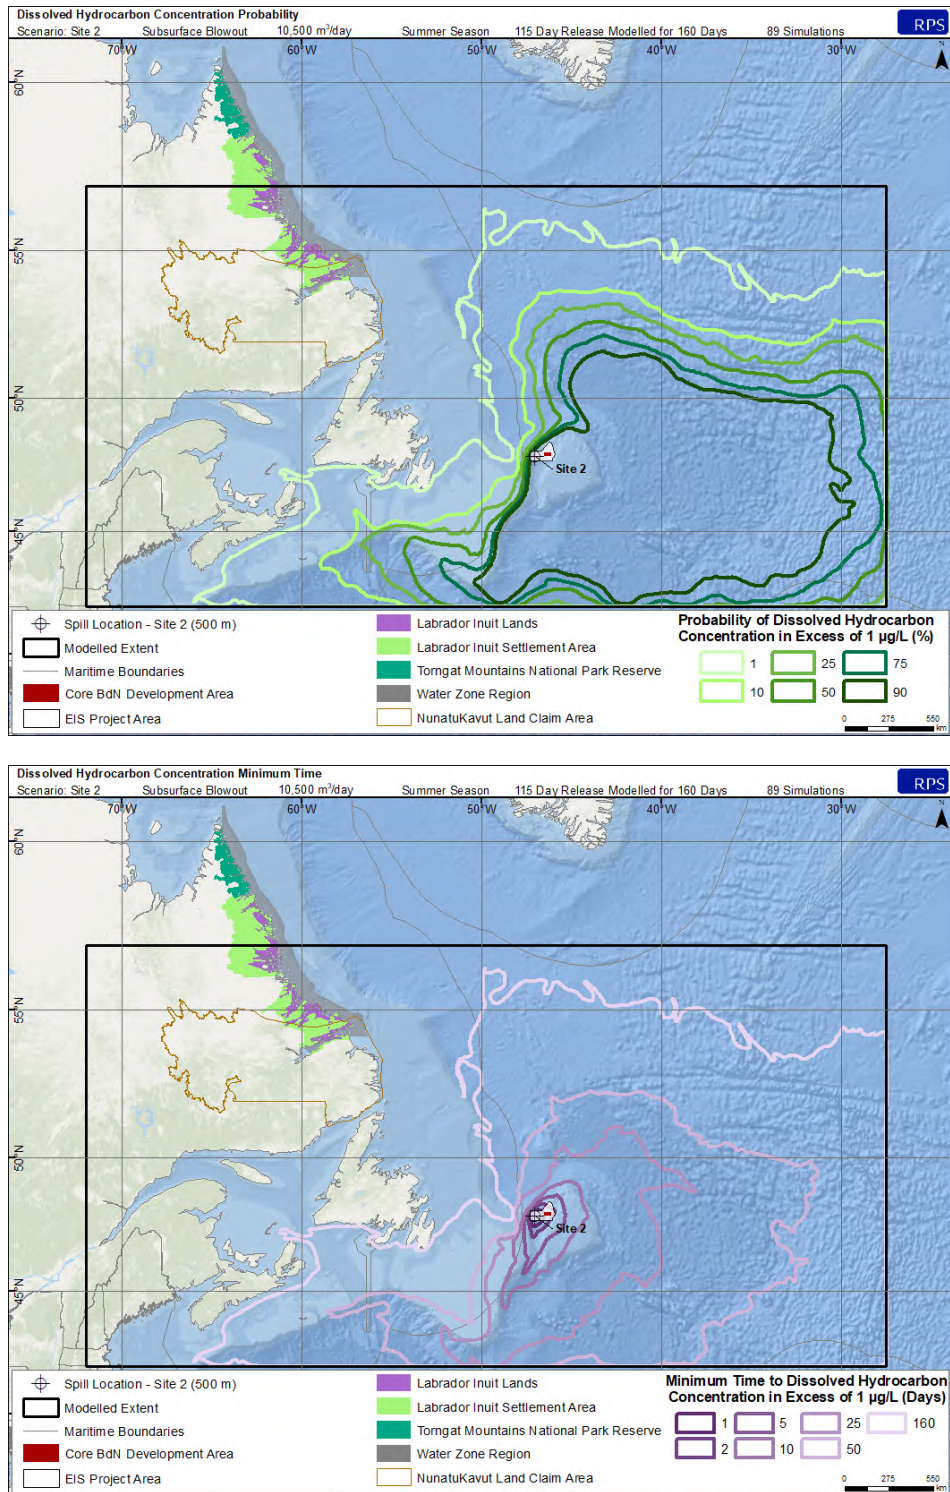 Dissolved Hydrocarbon Concentration Probability
Scenario: Site 2 Subsurface Blowout 10,500 m³/day Summer Season 115 Day Release Modelled for 160 Days 89 Simulations
RPS
70°W 60°W 50°W 40°W 30°W N
60°N
55°N
50°N
45°N
Site 2
Spill Location - Site 2 (500 m)
Modelled Extent
Maritime Boundaries
Core BdN Development Area
EIS Project Area
Labrador Inuit Lands
Labrador Inuit Settlement Area
Torngat Mountains National Park Reserve
Water Zone Region
NunatuKavut Land Claim Area
Probability of Dissolved Hydrocarbon
Concentration in Excess of 1 µg/L (%)
1 25 75
10 50 90
0 275 550
km
Dissolved Hydrocarbon Concentration Minimum Time
Scenario: Site 2 Subsurface Blowout 10,500 m³/day Summer Season 115 Day Release Modelled for 160 Days 89 Simulations
RPS
70°W 60°W 50°W 40°W 30°W N
60°N
55°N
50°N
45°N
Site 2
Spill Location - Site 2 (500 m)
Modelled Extent
Maritime Boundaries
Core BdN Development Area
EIS Project Area
Labrador Inuit Lands
Labrador Inuit Settlement Area
Torngat Mountains National Park Reserve
Water Zone Region
NunatuKavut Land Claim Area
Minimum Time to Dissolved Hydrocarbon
Concentration in Excess of 1 µg/L (Days)
1 5 25 160
2 10 50
0 275 550
km